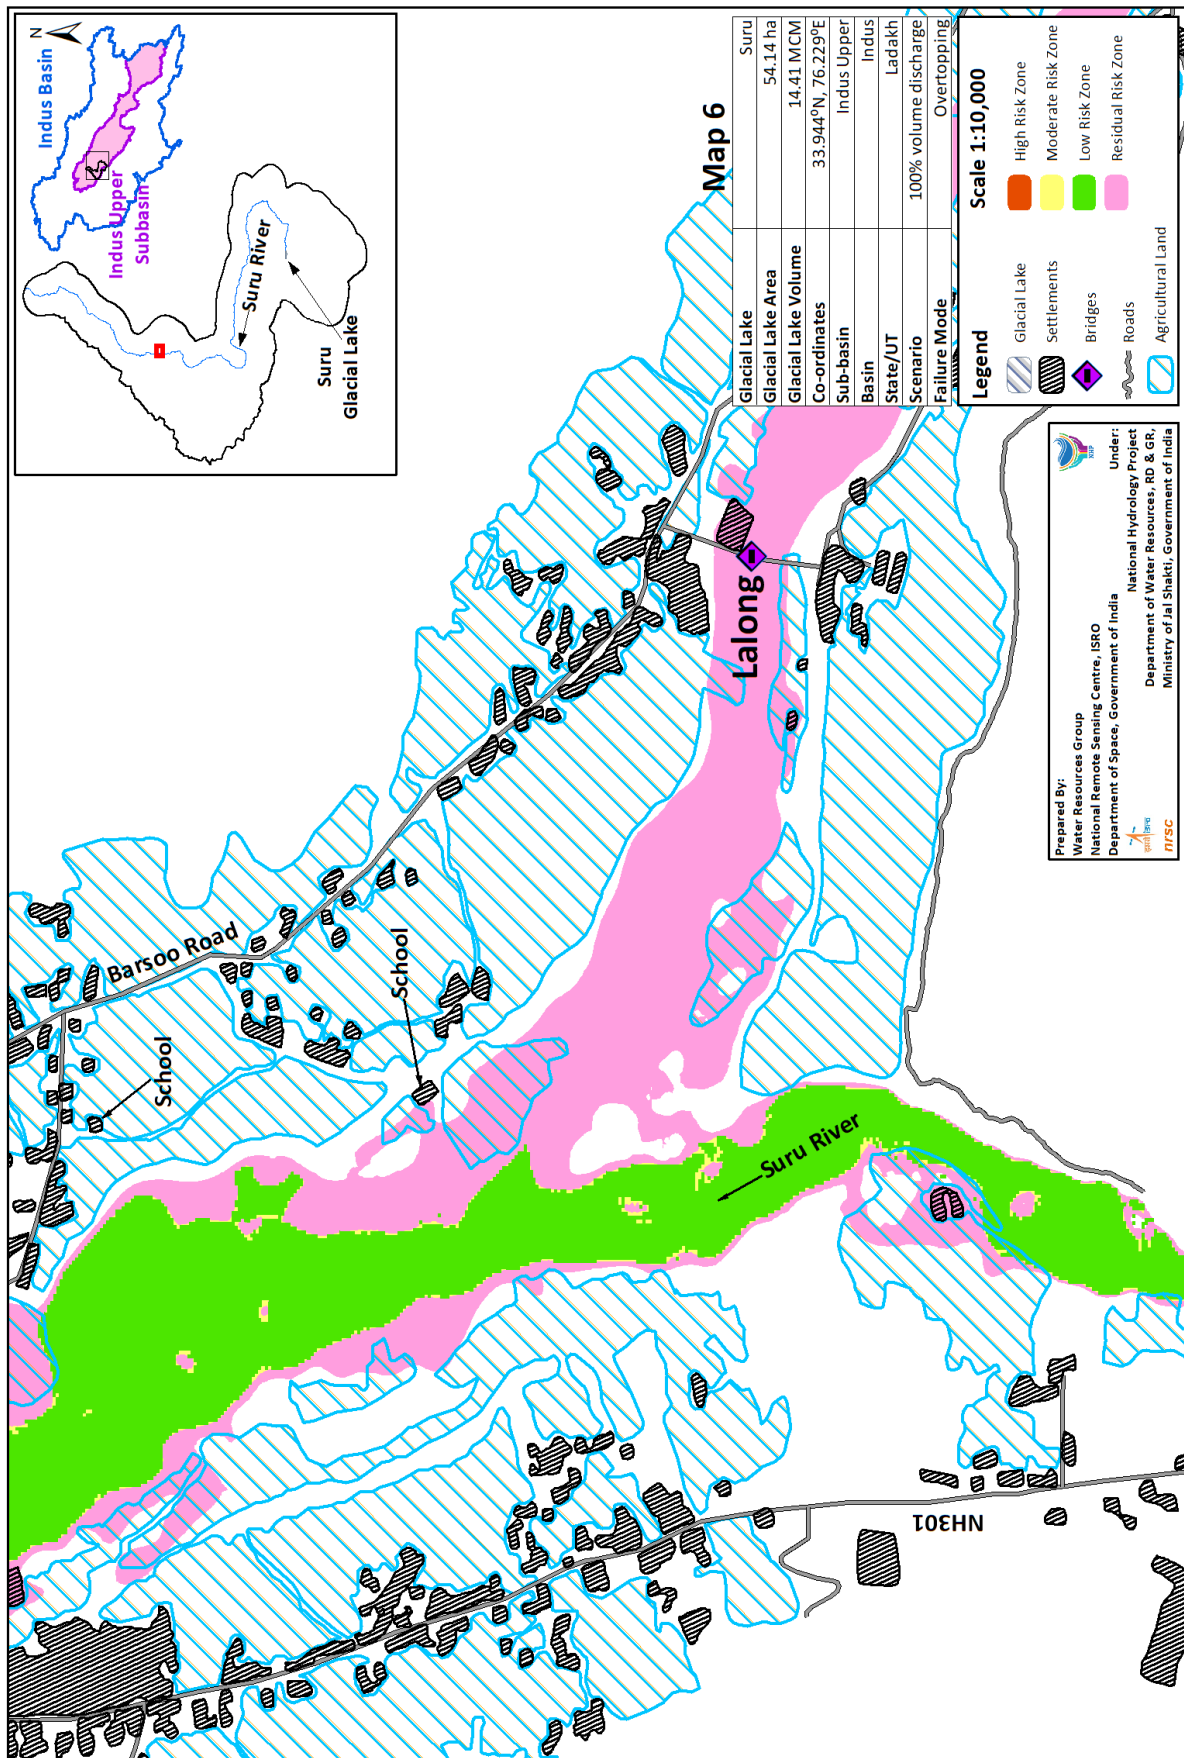 Indus Basin
N
Indus Upper
Subbasin
Suru River
Suru
Glacial Lake
Map 6
Glacial Lake Suru
Glacial Lake Area 54.14 ha
Glacial Lake Volume 14.41 MCM
Co-ordinates 33.944⁰N, 76.229⁰E
Sub-basin Indus Upper
Basin Indus
State/UT Ladakh
Scenario 100% volume discharge
Failure Mode Overtopping
Legend
Scale 1:10,000
Glacial Lake
Settlements
Bridges
Roads
Agricultural Land
High Risk Zone
Moderate Risk Zone
Low Risk Zone
Residual Risk Zone
Barsoo Road
School
School
Lalong
Suru River
NH301
Prepared By:
Water Resources Group
National Remote Sensing Centre, ISRO
Department of Space, Government of India
nrsc
Under:
National Hydrology Project
Department of Water Resources, RD & GR,
Ministry of Jal Shakti, Government of India